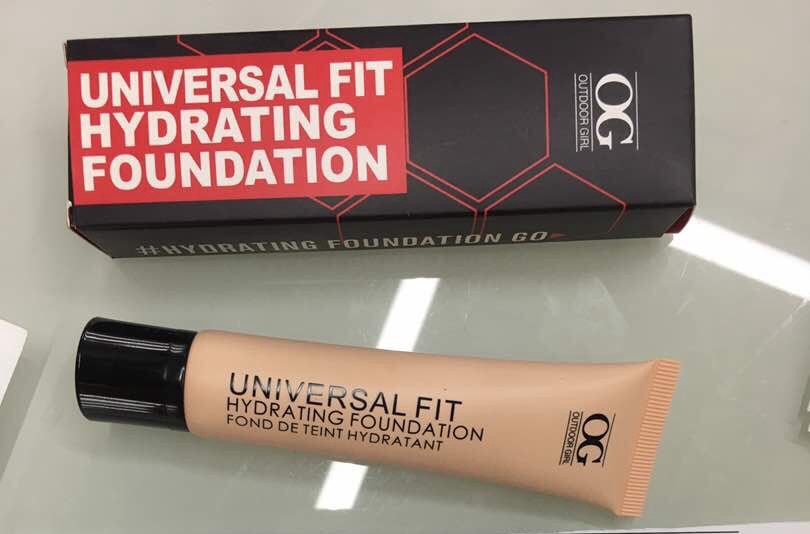 UNIVERSAL FIT
HYDRATING
FOUNDATION
OG
OUTDOOR GIRL
#HYDRATING FOUNDATION GO
UNIVERSAL FIT
HYDRATING FOUNDATION
FOND DE TEINT HYDRATANT
OG
OUTDOOR GIRL